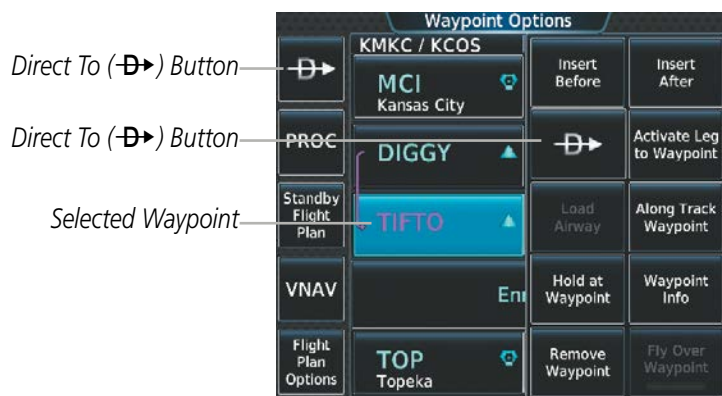 Waypoint Options
Direct To (D) Button
KMKC / KCOS
MCI
Kansas City
Insert Before
Insert After
Direct To (D) Button
PROC
DIGGY
D
Activate Leg to Waypoint
Selected Waypoint
Standby Flight Plan
TIFTO
Load Airway
Along Track Waypoint
VNAV
Enr
Hold at Waypoint
Waypoint Info
Flight Plan Options
TOP
Topeka
Remove Waypoint
Fly Over Waypoint